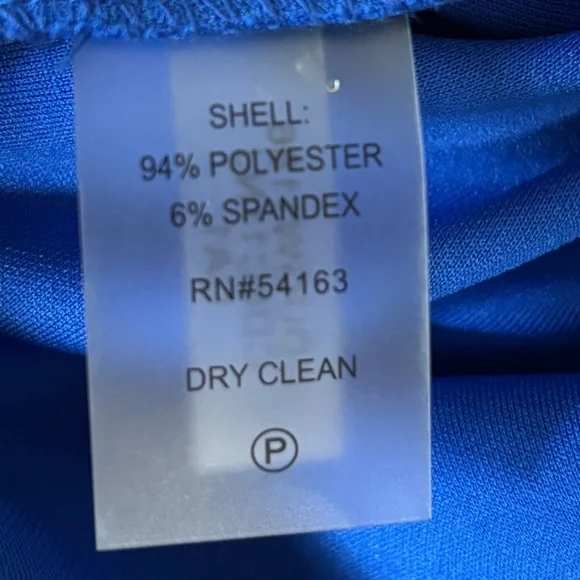 SHELL:
94% POLYESTER
6% SPANDEX
RN#54163
DRY CLEAN
P